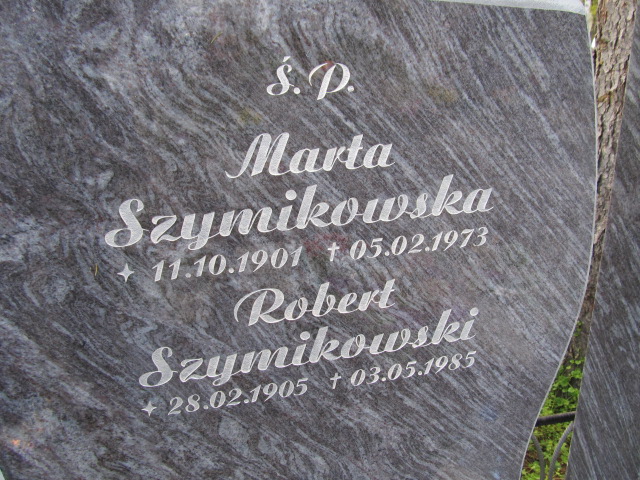 Ś. P.
Marta
Szymikowska
✦ 11.10.1901 † 05.02.1973
Robert
Szymikowski
✦ 28.02.1905 † 03.05.1985